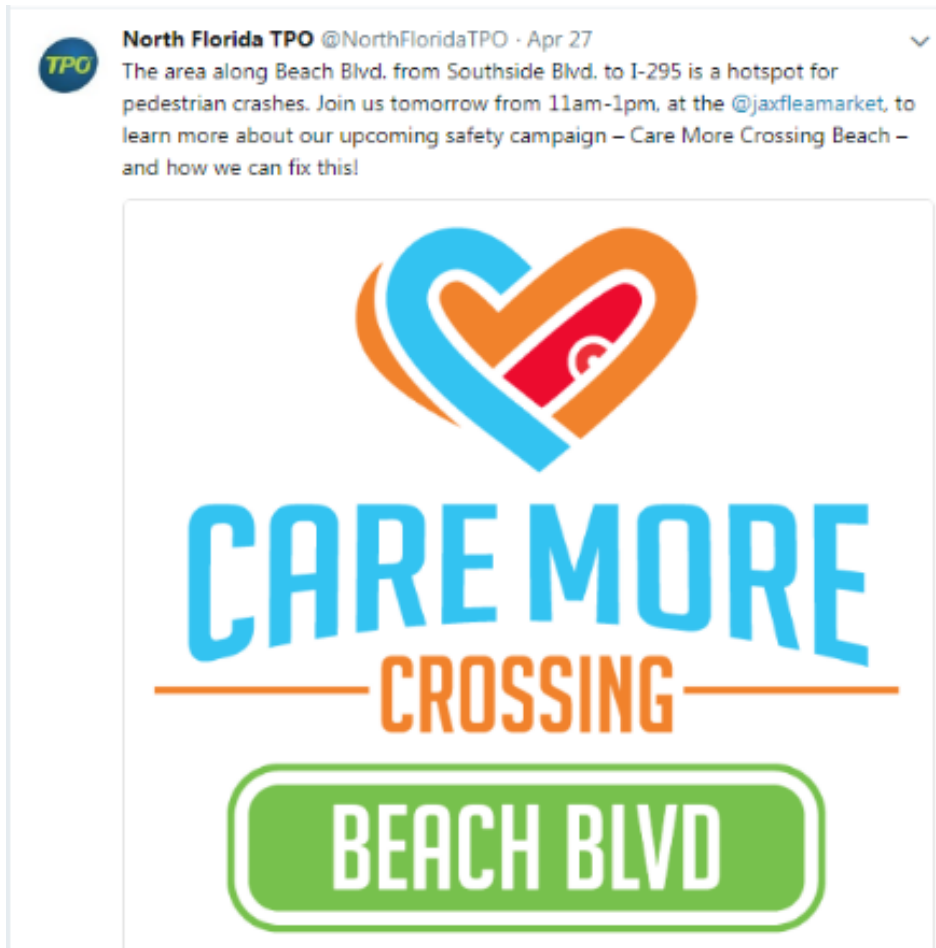 TPO
North Florida TPO @NorthFloridaTPO · Apr 27
The area along Beach Blvd. from Southside Blvd. to I-295 is a hotspot for
pedestrian crashes. Join us tomorrow from 11am-1pm, at the @jaxfleamarket, to
learn more about our upcoming safety campaign – Care More Crossing Beach –
and how we can fix this!
CARE MORE
CROSSING
BEACH BLVD